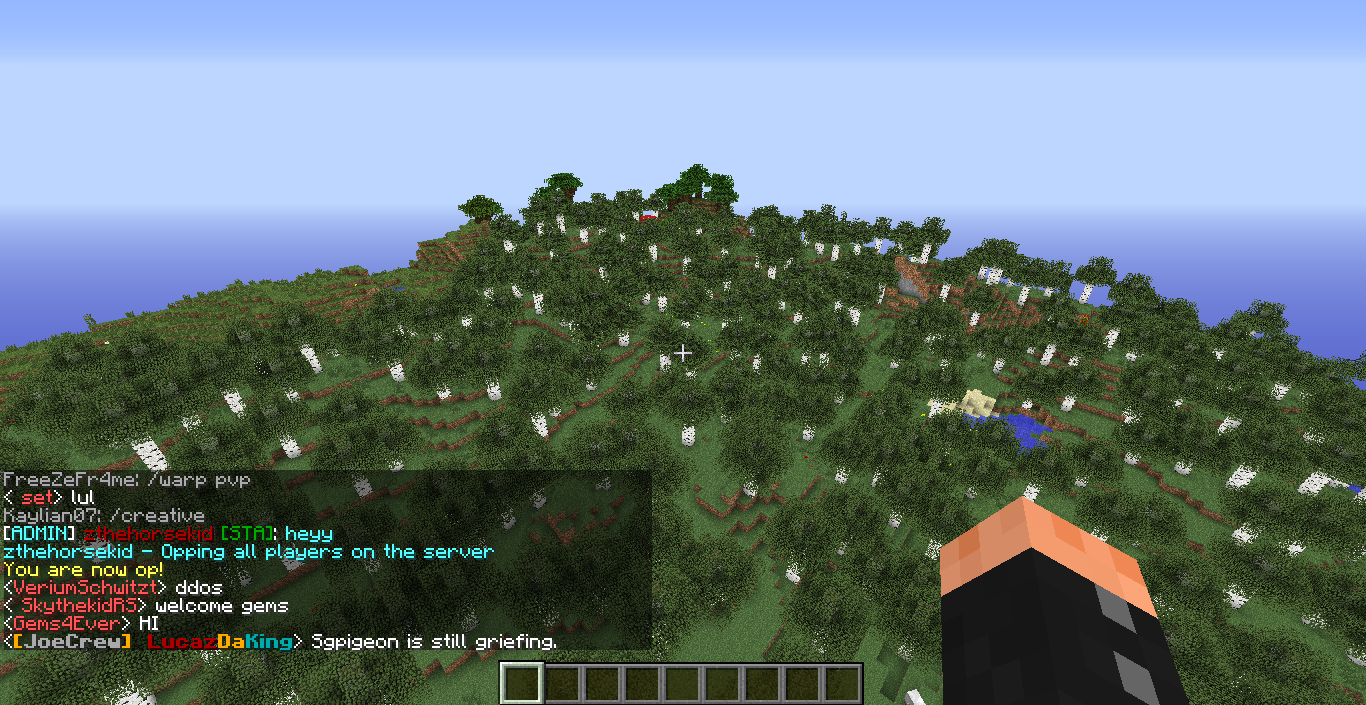 FreeZeFr4me: /warp pvp
< set> lul
Kaylian07: /creative
[ADMIN] zthehorsekid [STA]: heyy
zthehorsekid - Opping all players on the server
You are now op!
<VeriumSchwitzt> ddos
< SkythekidRS> welcome gems
<Gems4Ever> HI
<[JoeCrew] LucazDaKing> Sgpigeon is still griefing.